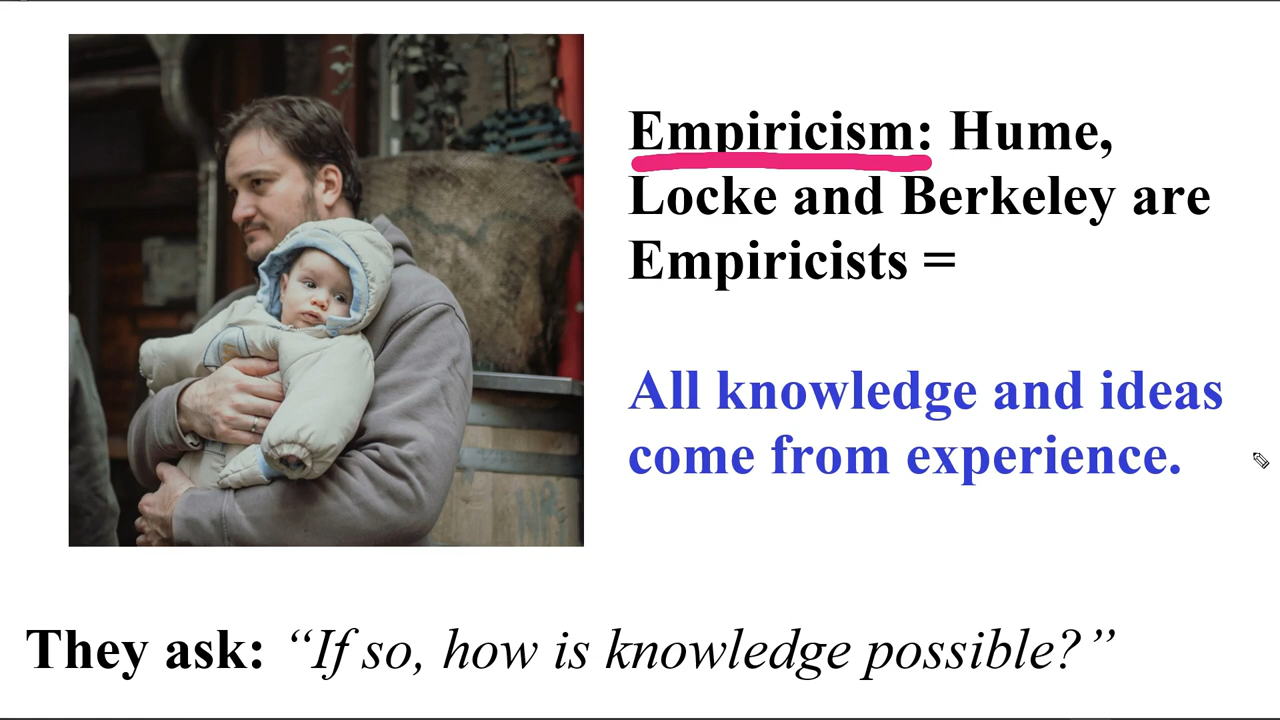 Empiricism: Hume,
Locke and Berkeley are
Empiricists =
All knowledge and ideas
come from experience.
They ask: “If so, how is knowledge possible?”